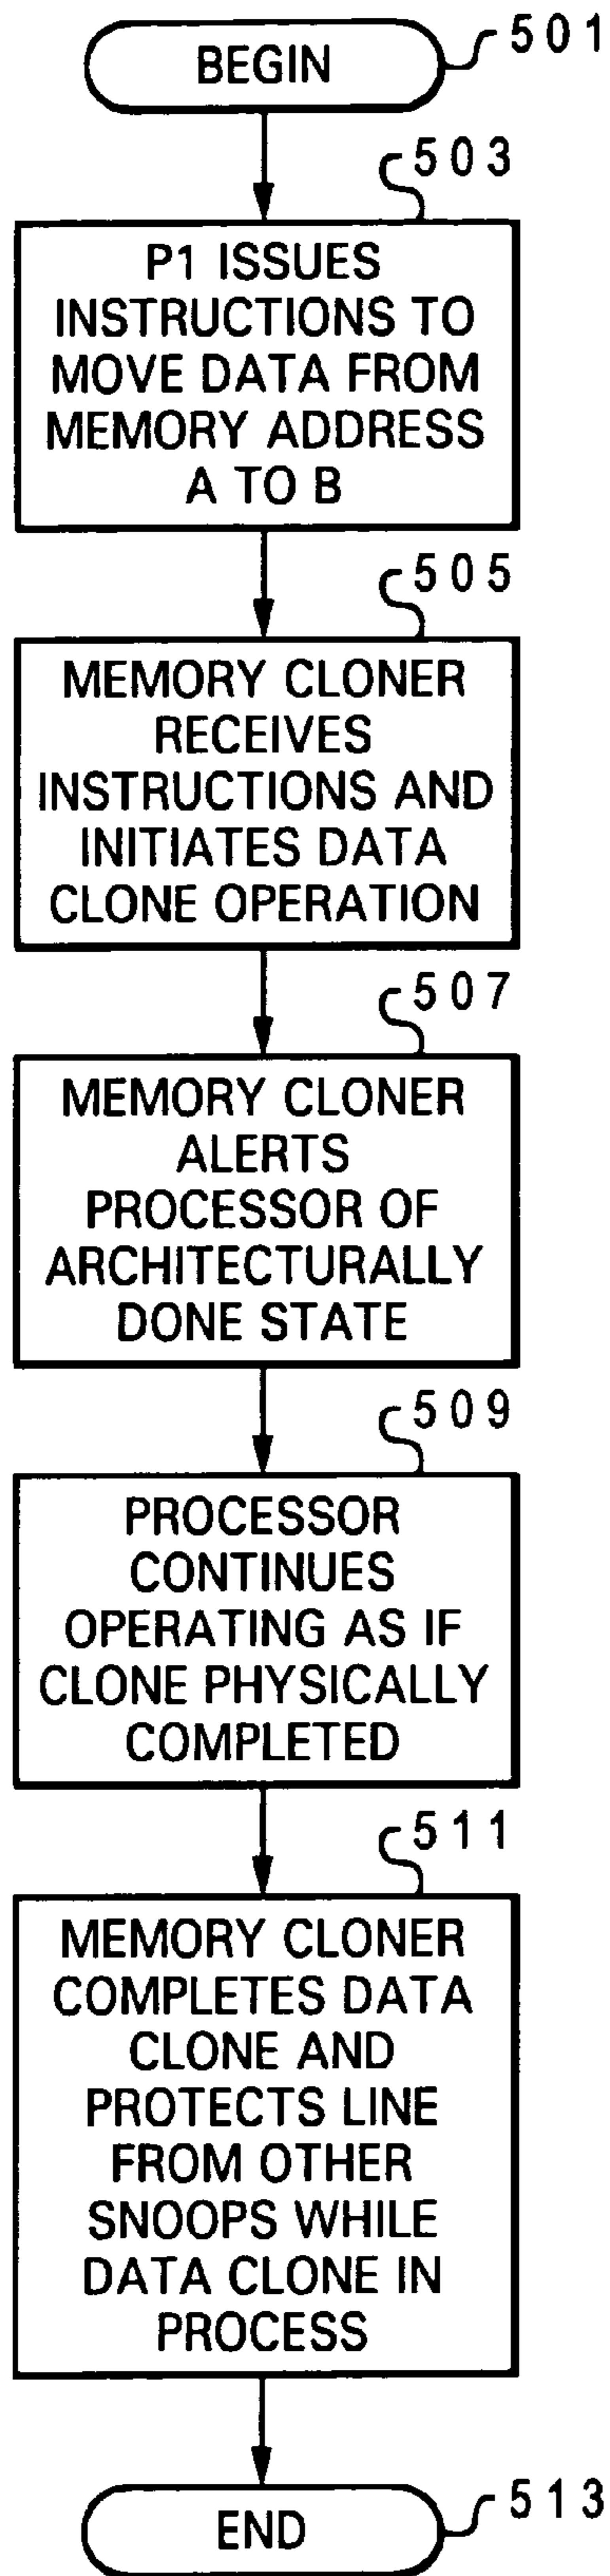 BEGIN
501
503
P1 ISSUES
INSTRUCTIONS TO
MOVE DATA FROM
MEMORY ADDRESS
A TO B
505
MEMORY CLONER
RECEIVES
INSTRUCTIONS AND
INITIATES DATA
CLONE OPERATION
507
MEMORY CLONER
ALERTS
PROCESSOR OF
ARCHITECTURALLY
DONE STATE
509
PROCESSOR
CONTINUES
OPERATING AS IF
CLONE PHYSICALLY
COMPLETED
511
MEMORY CLONER
COMPLETES DATA
CLONE AND
PROTECTS LINE
FROM OTHER
SNOOPS WHILE
DATA CLONE IN
PROCESS
END
513